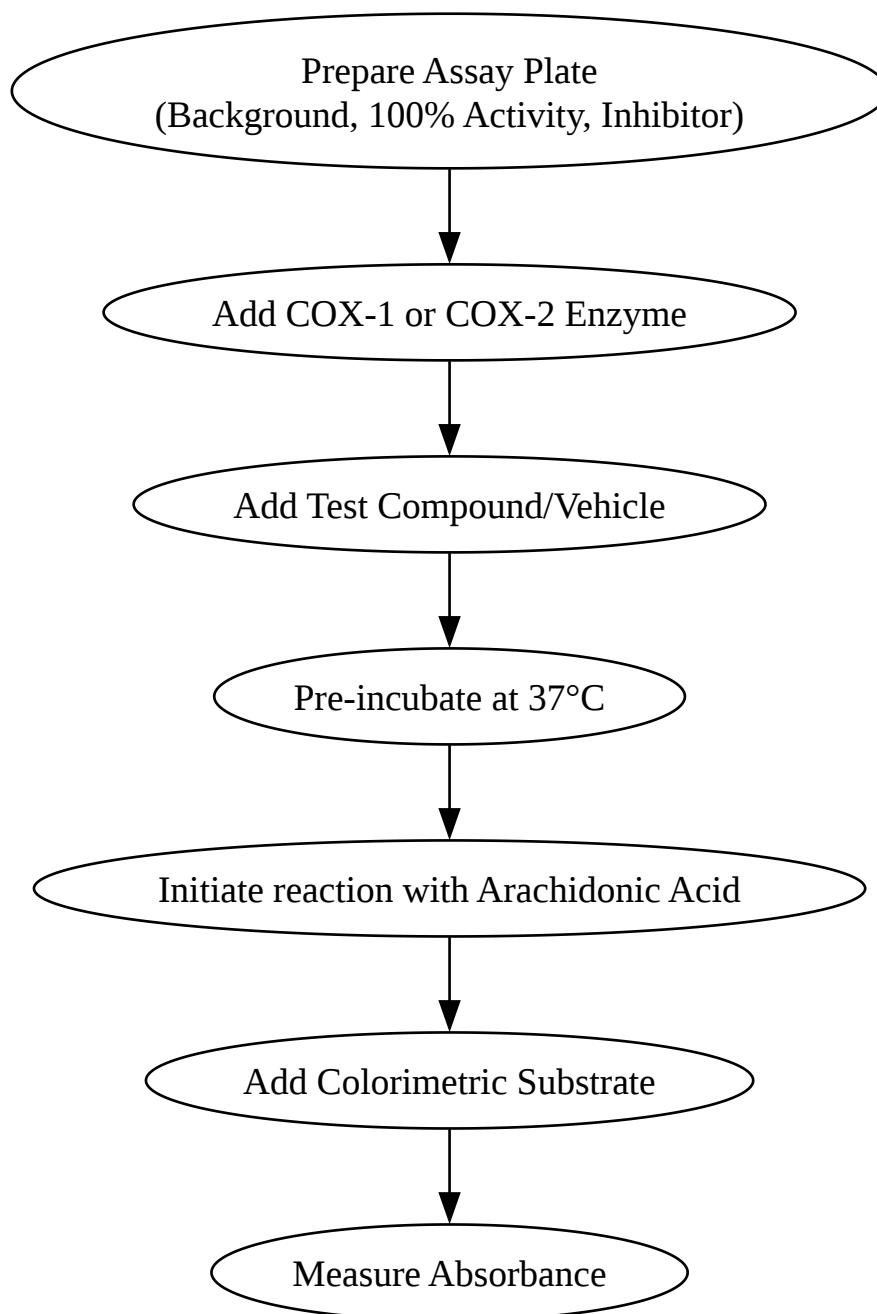 Prepare Assay Plate
(Background, 100% Activity, Inhibitor)
Add COX-1 or COX-2 Enzyme
Add Test Compound/Vehicle
Pre-incubate at 37°C
Initiate reaction with Arachidonic Acid
Add Colorimetric Substrate
Measure Absorbance